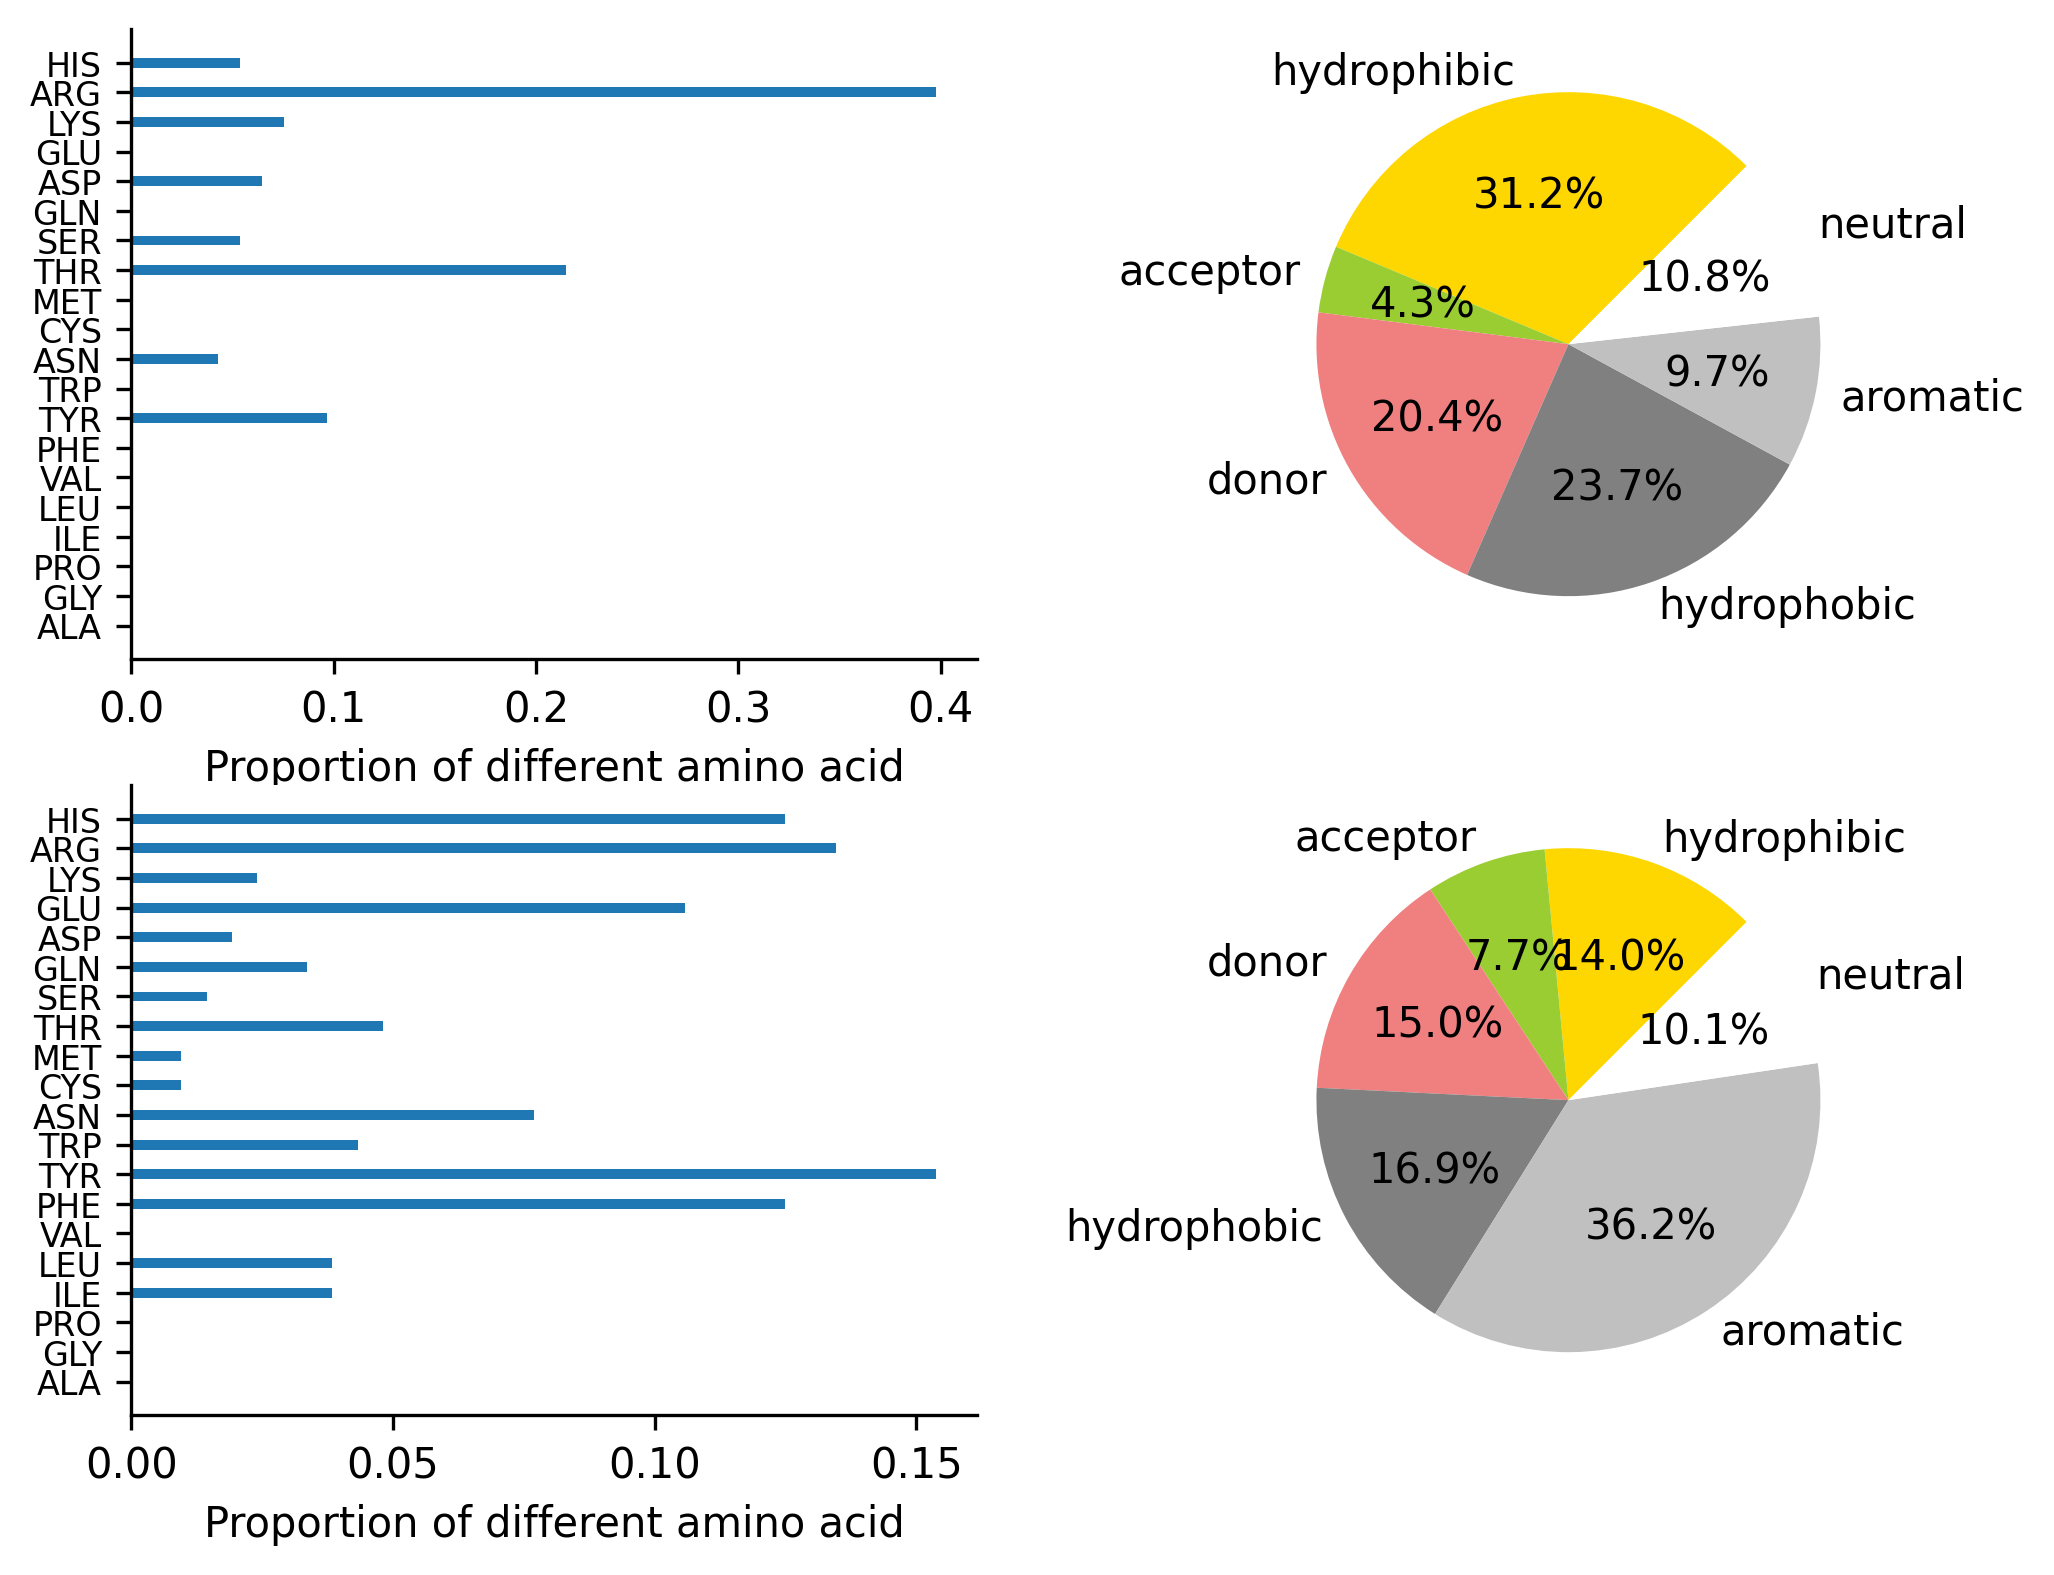 HIS
ARG
LYS
GLU
ASP
GLN
SER
THR
MET
CYS
ASN
TRP
TYR
PHE
VAL
LEU
ILE
PRO
GLY
ALA
0.0 0.1 0.2 0.3 0.4
Proportion of different amino acid
hydrophibic
31.2%
neutral
10.8%
acceptor
4.3%
9.7%
aromatic
20.4%
donor
23.7%
hydrophobic
HIS
ARG
LYS
GLU
ASP
GLN
SER
THR
MET
CYS
ASN
TRP
TYR
PHE
VAL
LEU
ILE
PRO
GLY
ALA
0.00 0.05 0.10 0.15
Proportion of different amino acid
acceptor
hydrophibic
7.7%
14.0%
donor
neutral
15.0%
10.1%
16.9%
hydrophobic
36.2%
aromatic